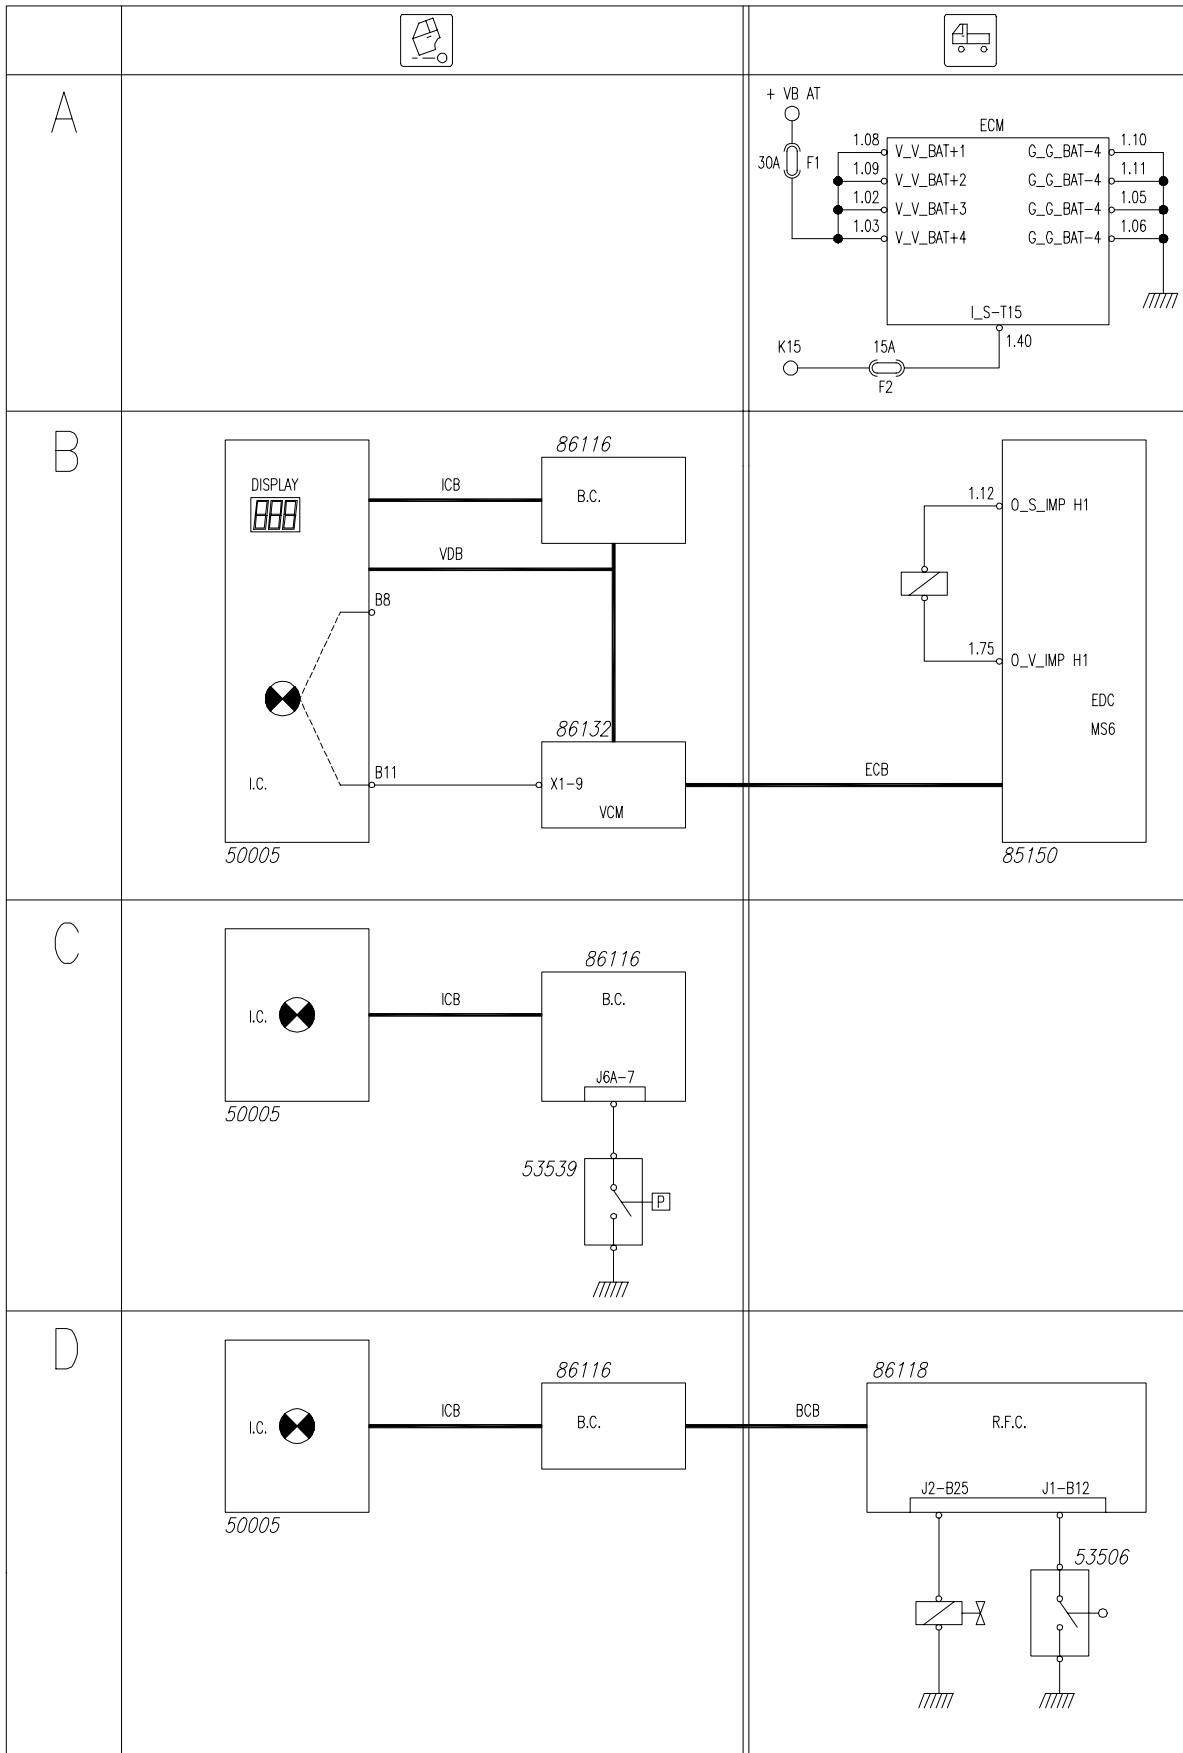 A
+ VB AT
30A F1
ECM
1.08 V_V_BAT+1 G_G_BAT-4 1.10
1.09 V_V_BAT+2 G_G_BAT-4 1.11
1.02 V_V_BAT+3 G_G_BAT-4 1.05
1.03 V_V_BAT+4 G_G_BAT-4 1.06
I_S-T15
1.40
K15 15A
F2
B
DISPLAY
ICB
86116
B.C.
VDB
B8
B11
I.C.
50005
86132
X1-9
VCM
ECB
1.12 O_S_IMP H1
1.75 O_V_IMP H1
EDC
MS6
85150
C
I.C.
50005
ICB
86116
B.C.
J6A-7
53539
P
D
I.C.
50005
ICB
86116
B.C.
BCB
86118
R.F.C.
J2-B25 J1-B12
53506